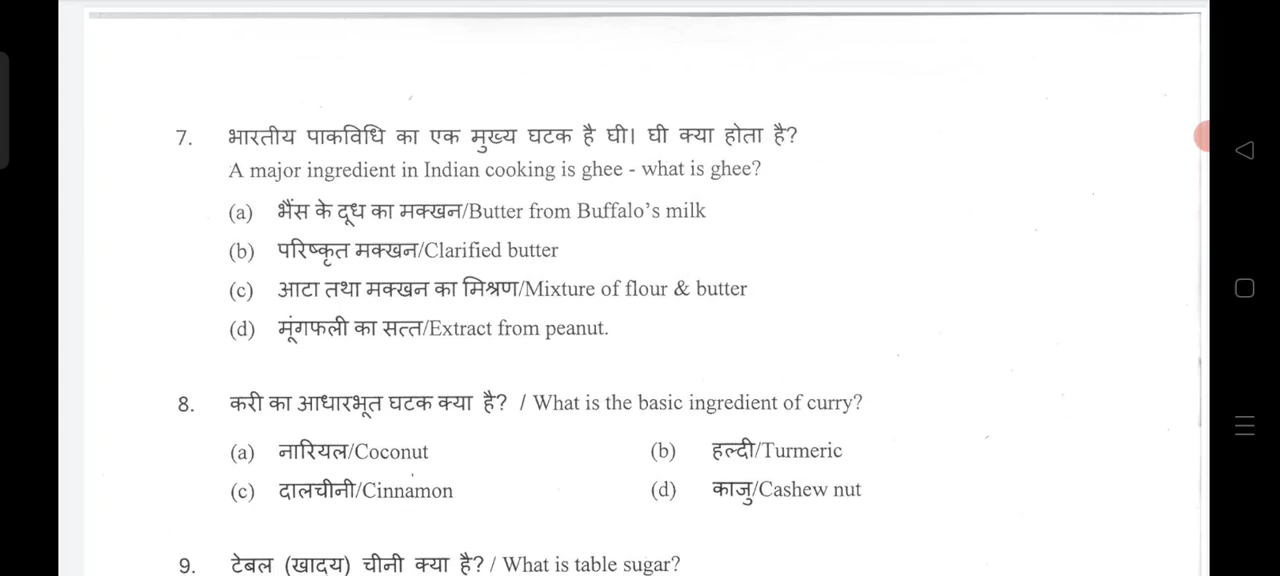 7. भारतीय पाकविधि का एक मुख्य घटक है घी। घी क्या होता है?
A major ingredient in Indian cooking is ghee - what is ghee?
(a) भैंस के दूध का मक्खन/Butter from Buffalo's milk
(b) परिष्कृत मक्खन/Clarified butter
(c) आटा तथा मक्खन का मिश्रण/Mixture of flour & butter
(d) मूंगफली का सत्त/Extract from peanut.
8. करी का आधारभूत घटक क्या है? / What is the basic ingredient of curry?
(a) नारियल/Coconut (b) हल्दी/Turmeric
(c) दालचीनी/Cinnamon (d) काजु/Cashew nut
9. टेबल (खादय) चीनी क्या है? / What is table sugar?